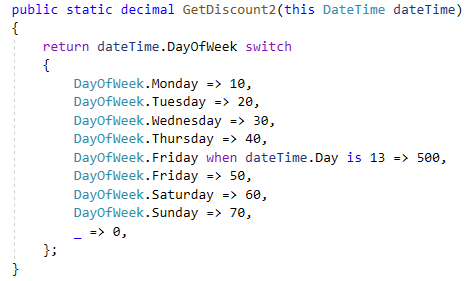 public static decimal GetDiscount2(this DateTime dateTime)
{
    return dateTime.DayOfWeek switch
    {
        DayOfWeek.Monday => 10,
        DayOfWeek.Tuesday => 20,
        DayOfWeek.Wednesday => 30,
        DayOfWeek.Thursday => 40,
        DayOfWeek.Friday when dateTime.Day is 13 => 500,
        DayOfWeek.Friday => 50,
        DayOfWeek.Saturday => 60,
        DayOfWeek.Sunday => 70,
        _ => 0,
    };
}